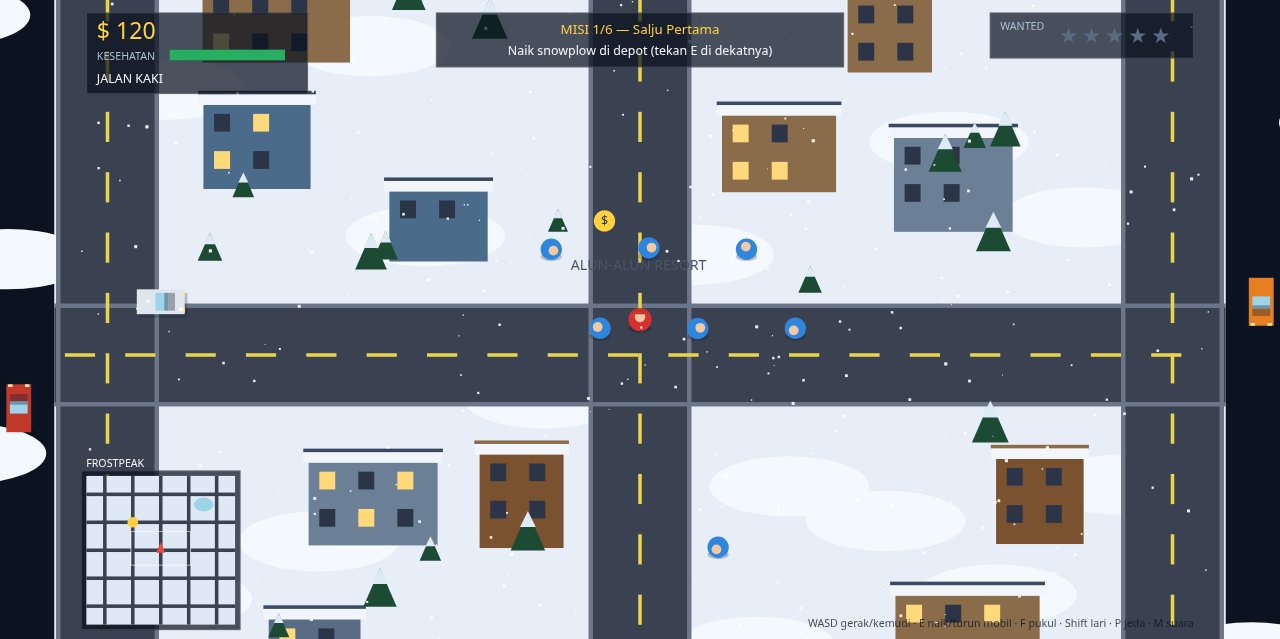 $ 120
KESEHATAN
JALAN KAKI
MISI 1/6 — Salju Pertama
Naik snowplow di depot (tekan E di dekatnya)
WANTED
$
ALUN-ALUN RESORT
FROSTPEAK
WASD gerak/kemudi · E naik/turun mobil · F pukul · Shift lari · P jeda · M suara